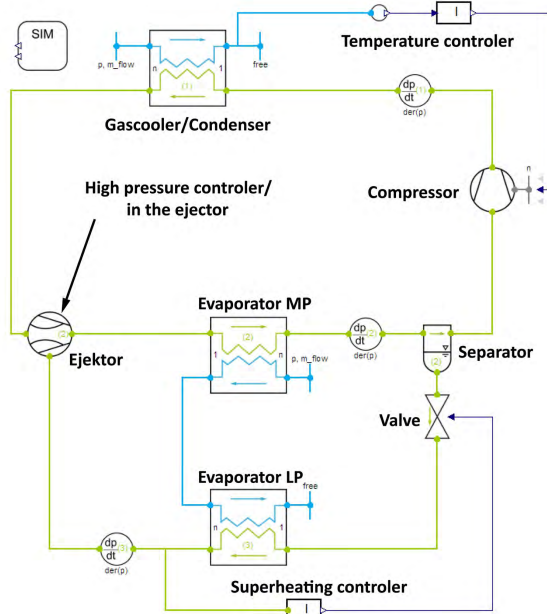 SIM
p, m_flow
n
1
free
(1)
Gascooler/Condenser
I
Temperature controler
dp
dt
(1)
der(p)
Compressor
n
High pressure controler/
in the ejector
(2)
Ejektor
Evaporator MP
(2)
1
n
p, m_flow
dp
dt
(2)
der(p)
Separator
(2)
Valve
Evaporator LP
free
n
1
(3)
dp
dt
(3)
der(p)
Superheating controler
I